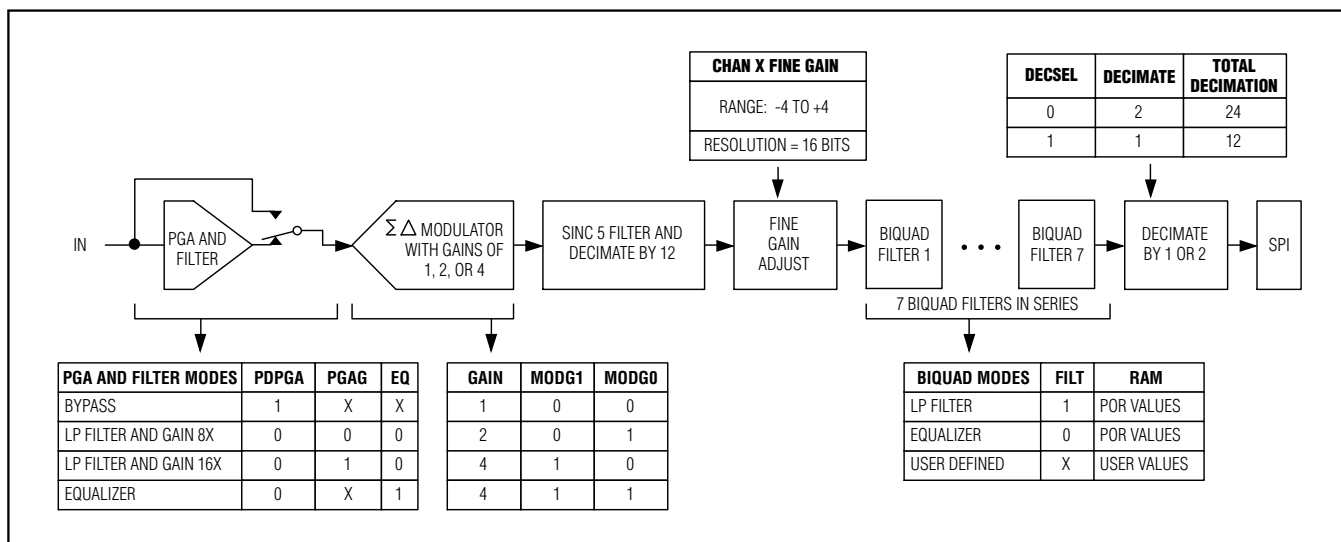 CHAN X FINE GAIN
RANGE: -4 TO +4
RESOLUTION = 16 BITS
DECSEL DECIMATE TOTAL DECIMATION
0 2 24
1 1 12
IN
PGA AND
FILTER
Σ Δ MODULATOR
WITH GAINS OF
1, 2, OR 4
SINC 5 FILTER AND
DECIMATE BY 12
FINE
GAIN
ADJUST
BIQUAD
FILTER 1
• • •
BIQUAD
FILTER 7
DECIMATE
BY 1 OR 2
SPI
7 BIQUAD FILTERS IN SERIES
PGA AND FILTER MODES PDPGA PGAG EQ
BYPASS 1 X X
LP FILTER AND GAIN 8X 0 0 0
LP FILTER AND GAIN 16X 0 1 0
EQUALIZER 0 X 1
GAIN MODG1 MODG0
1 0 0
2 0 1
4 1 0
4 1 1
BIQUAD MODES FILT RAM
LP FILTER 1 POR VALUES
EQUALIZER 0 POR VALUES
USER DEFINED X USER VALUES